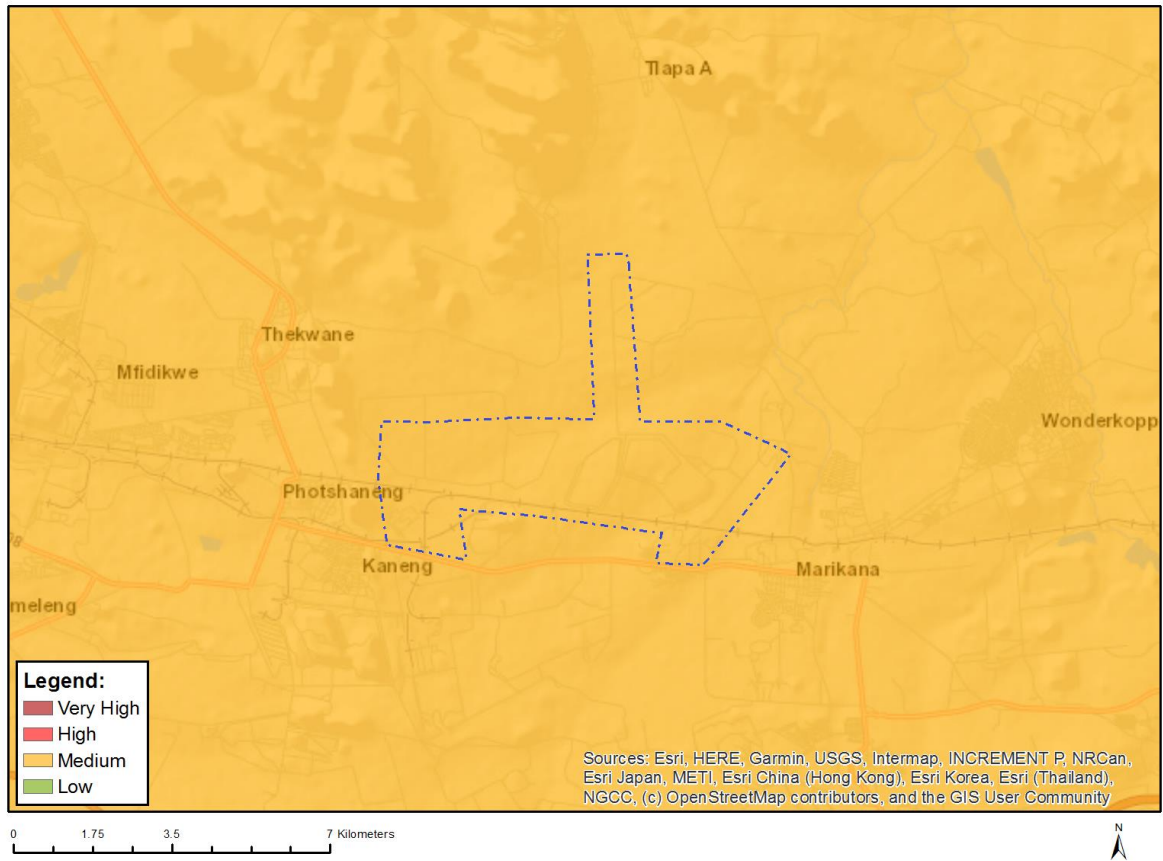 Tlapa A
Thekwane
Mfidikwe
Wonderkopp
Photshaneng
Kaneng
Marikana
meleng
Legend:
Very High
High
Medium
Low
Sources: Esri, HERE, Garmin, USGS, Intermap, INCREMENT P, NRCan,
Esri Japan, METI, Esri China (Hong Kong), Esri Korea, Esri (Thailand),
NGCC, (c) OpenStreetMap contributors, and the GIS User Community
0 1.75 3.5 7 Kilometers
N